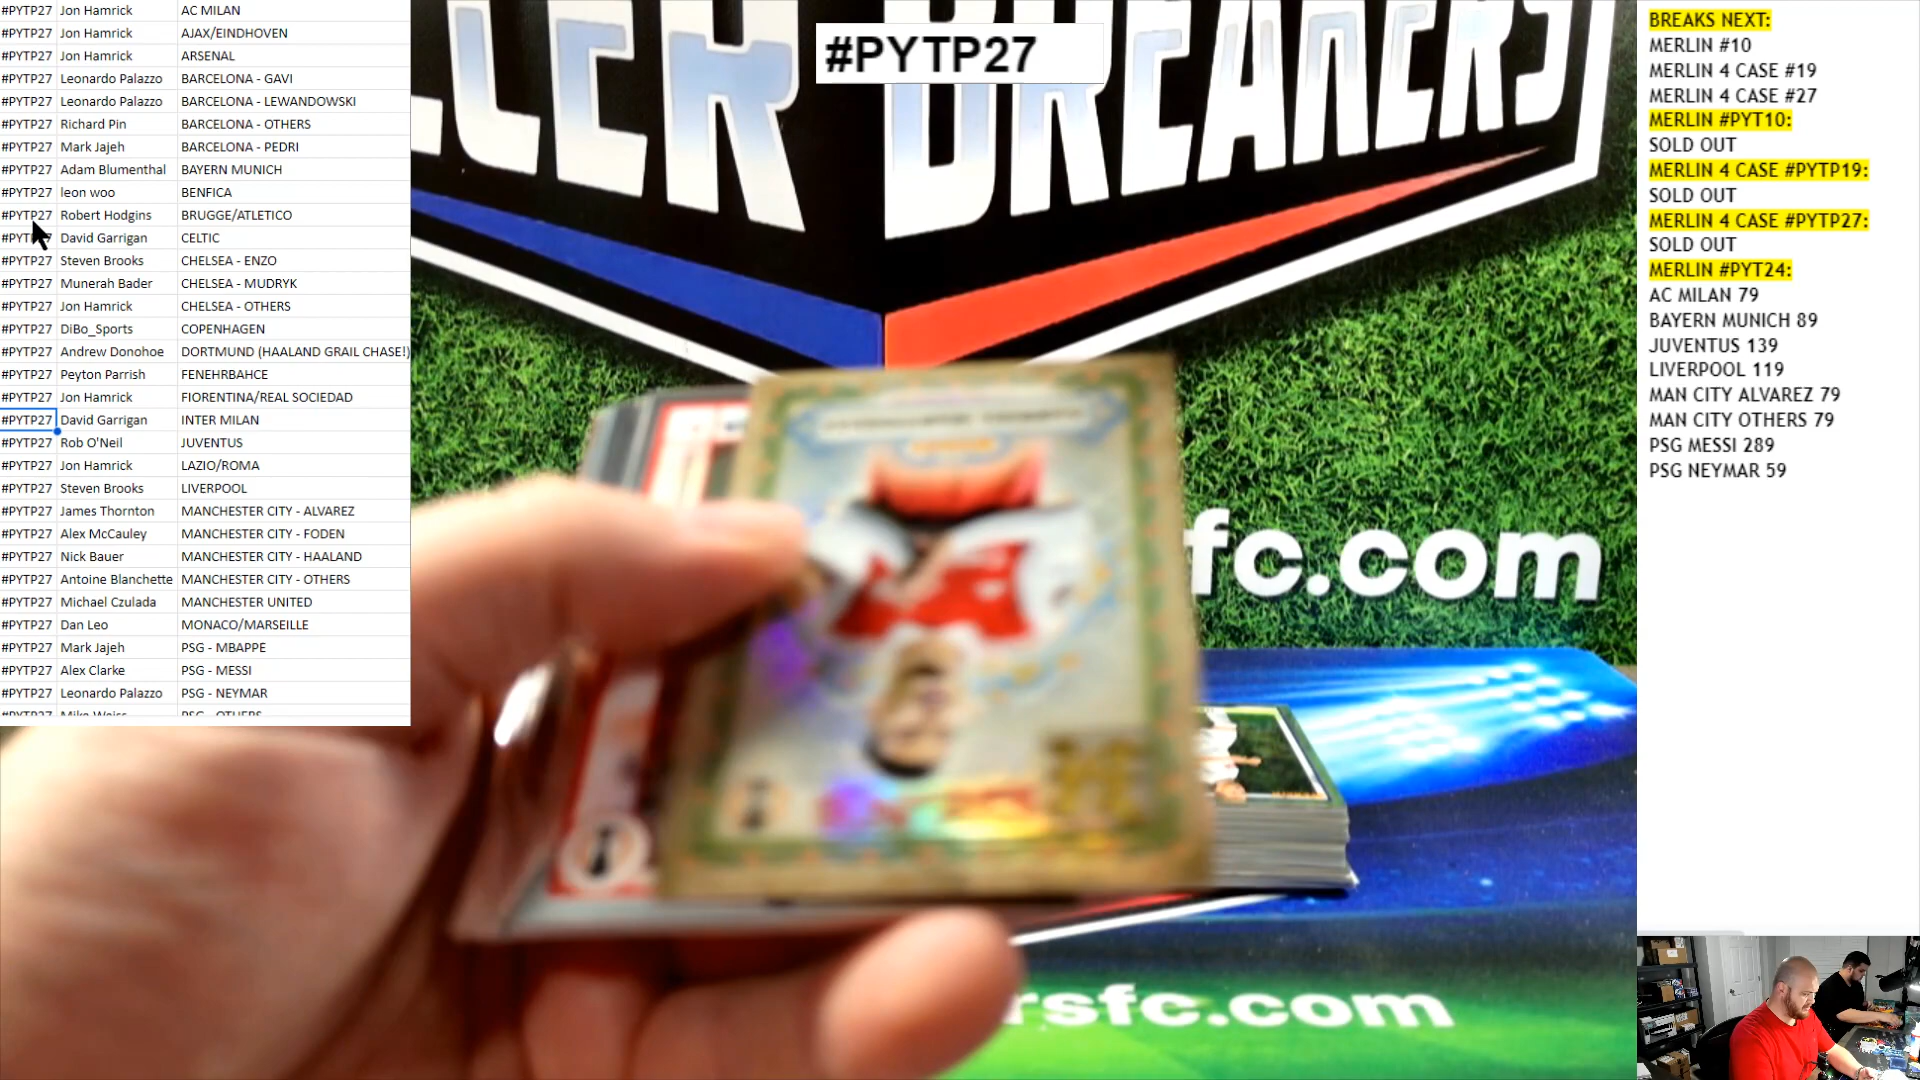 #PYTP27 Jon Hamrick AC MILAN
#PYTP27 Jon Hamrick AJAX/EINDHOVEN
#PYTP27 Jon Hamrick ARSENAL
#PYTP27 Leonardo Palazzo BARCELONA - GAVI
#PYTP27 Leonardo Palazzo BARCELONA - LEWANDOWSKI
#PYTP27 Richard Pin BARCELONA - OTHERS
#PYTP27 Mark Jajeh BARCELONA - PEDRI
#PYTP27 Adam Blumenthal BAYERN MUNICH
#PYTP27 leon woo BENFICA
#PYTP27 Robert Hodgins BRUGGE/ATLETICO
#PYTP27 David Garrigan CELTIC
#PYTP27 Steven Brooks CHELSEA - ENZO
#PYTP27 Munerah Bader CHELSEA - MUDRYK
#PYTP27 Jon Hamrick CHELSEA - OTHERS
#PYTP27 DiBo_Sports COPENHAGEN
#PYTP27 Andrew Donohoe DORTMUND (HAALAND GRAIL CHASE!)
#PYTP27 Peyton Parrish FENEHRBAHCE
#PYTP27 Jon Hamrick FIORENTINA/REAL SOCIEDAD
#PYTP27 David Garrigan INTER MILAN
#PYTP27 Rob O'Neil JUVENTUS
#PYTP27 Jon Hamrick LAZIO/ROMA
#PYTP27 Steven Brooks LIVERPOOL
#PYTP27 James Thornton MANCHESTER CITY - ALVAREZ
#PYTP27 Alex McCauley MANCHESTER CITY - FODEN
#PYTP27 Nick Bauer MANCHESTER CITY - HAALAND
#PYTP27 Antoine Blanchette MANCHESTER CITY - OTHERS
#PYTP27 Michael Czulada MANCHESTER UNITED
#PYTP27 Dan Leo MONACO/MARSEILLE
#PYTP27 Mark Jajeh PSG - MBAPPE
#PYTP27 Alex Clarke PSG - MESSI
#PYTP27 Leonardo Palazzo PSG - NEYMAR
#PYTP27 Mike Weiss PSG - OTHERS
#PYTP27
CCER BREAKERS
fc.com
rsfc.com
BREAKS NEXT:
MERLIN #10
MERLIN 4 CASE #19
MERLIN 4 CASE #27
MERLIN #PYT10:
SOLD OUT
MERLIN 4 CASE #PYTP19:
SOLD OUT
MERLIN 4 CASE #PYTP27:
SOLD OUT
MERLIN #PYT24:
AC MILAN 79
BAYERN MUNICH 89
JUVENTUS 139
LIVERPOOL 119
MAN CITY ALVAREZ 79
MAN CITY OTHERS 79
PSG MESSI 289
PSG NEYMAR 59